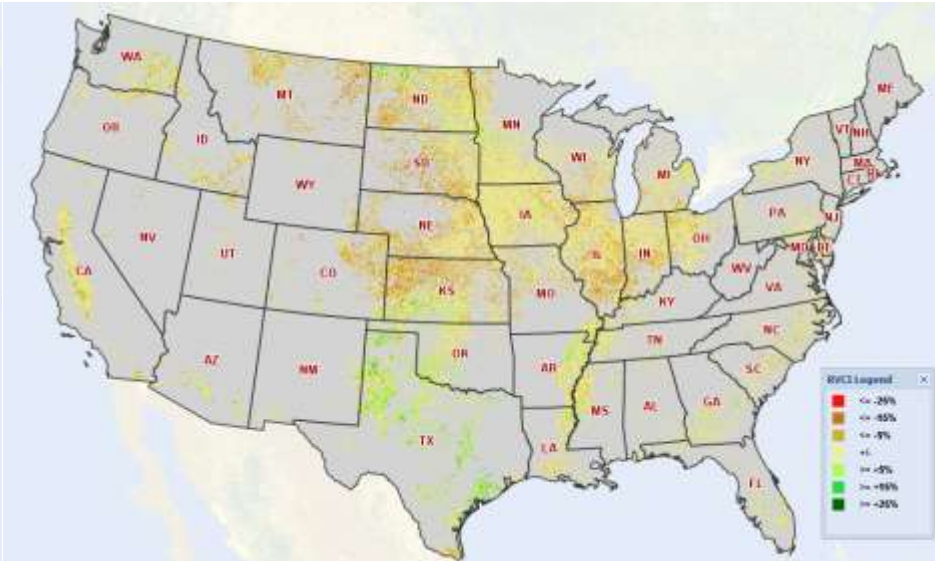 WA
MT
ND
MN
ME
OR
ID
SD
WI
MI
VT
NH
NY
MA
CT
RI
WY
NE
IA
PA
NJ
NV
UT
CO
CA
KS
MO
IL
IN
OH
WV
MD
DE
VA
KY
AZ
NM
OK
AR
TN
NC
SC
TX
LA
MS
AL
GA
FL
RVCI Legend
<= -25%
<= -15%
<= -5%
>= +5%
>= +15%
>= +25%